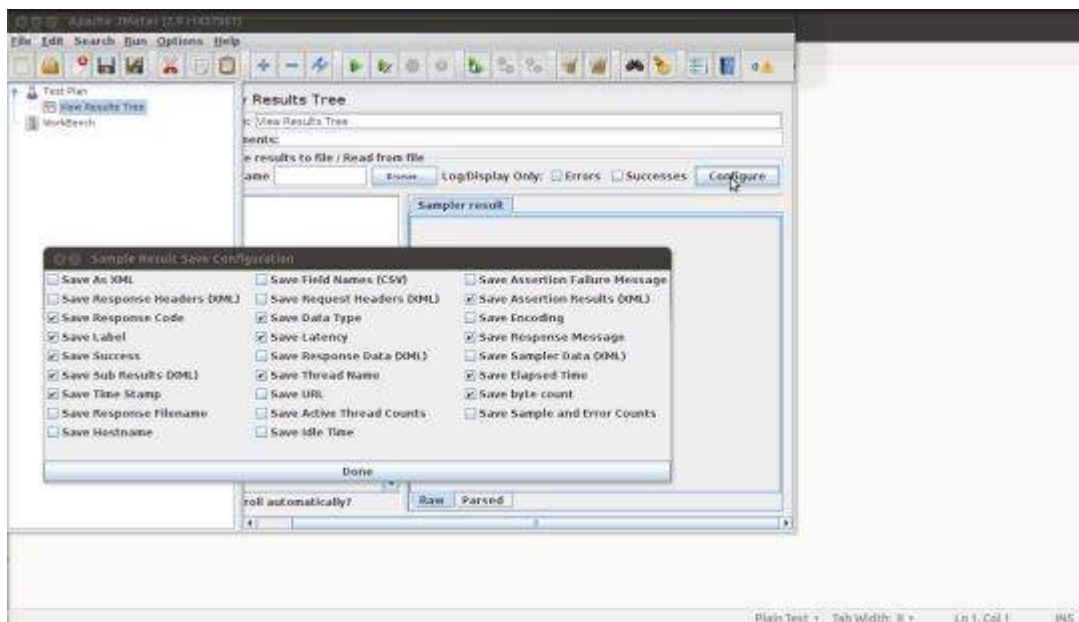 Apache JMeter (2.9 r1437961)
File Edit Search Run Options Help
Test Plan
View Results Tree
WorkBench
Results Tree
View Results Tree
ments:
e results to file / Read from file
ame
Browse...
Log/Display Only:
Errors
Successes
Configure
Sampler result
Sample Result Save Configuration
Save As XML
Save Field Names (CSV)
Save Assertion Failure Message
Save Response Headers (XML)
Save Request Headers (XML)
Save Assertion Results (XML)
Save Response Code
Save Data Type
Save Encoding
Save Label
Save Latency
Save Response Message
Save Success
Save Response Data (XML)
Save Sampler Data (XML)
Save Sub Results (XML)
Save Thread Name
Save Elapsed Time
Save Time Stamp
Save URL
Save byte count
Save Response Filename
Save Active Thread Counts
Save Sample and Error Counts
Save Hostname
Save Idle Time
Done
roll automatically?
Raw
Parsed
Plain Text
Tab Width: 8
Ln 1, Col 1
INS